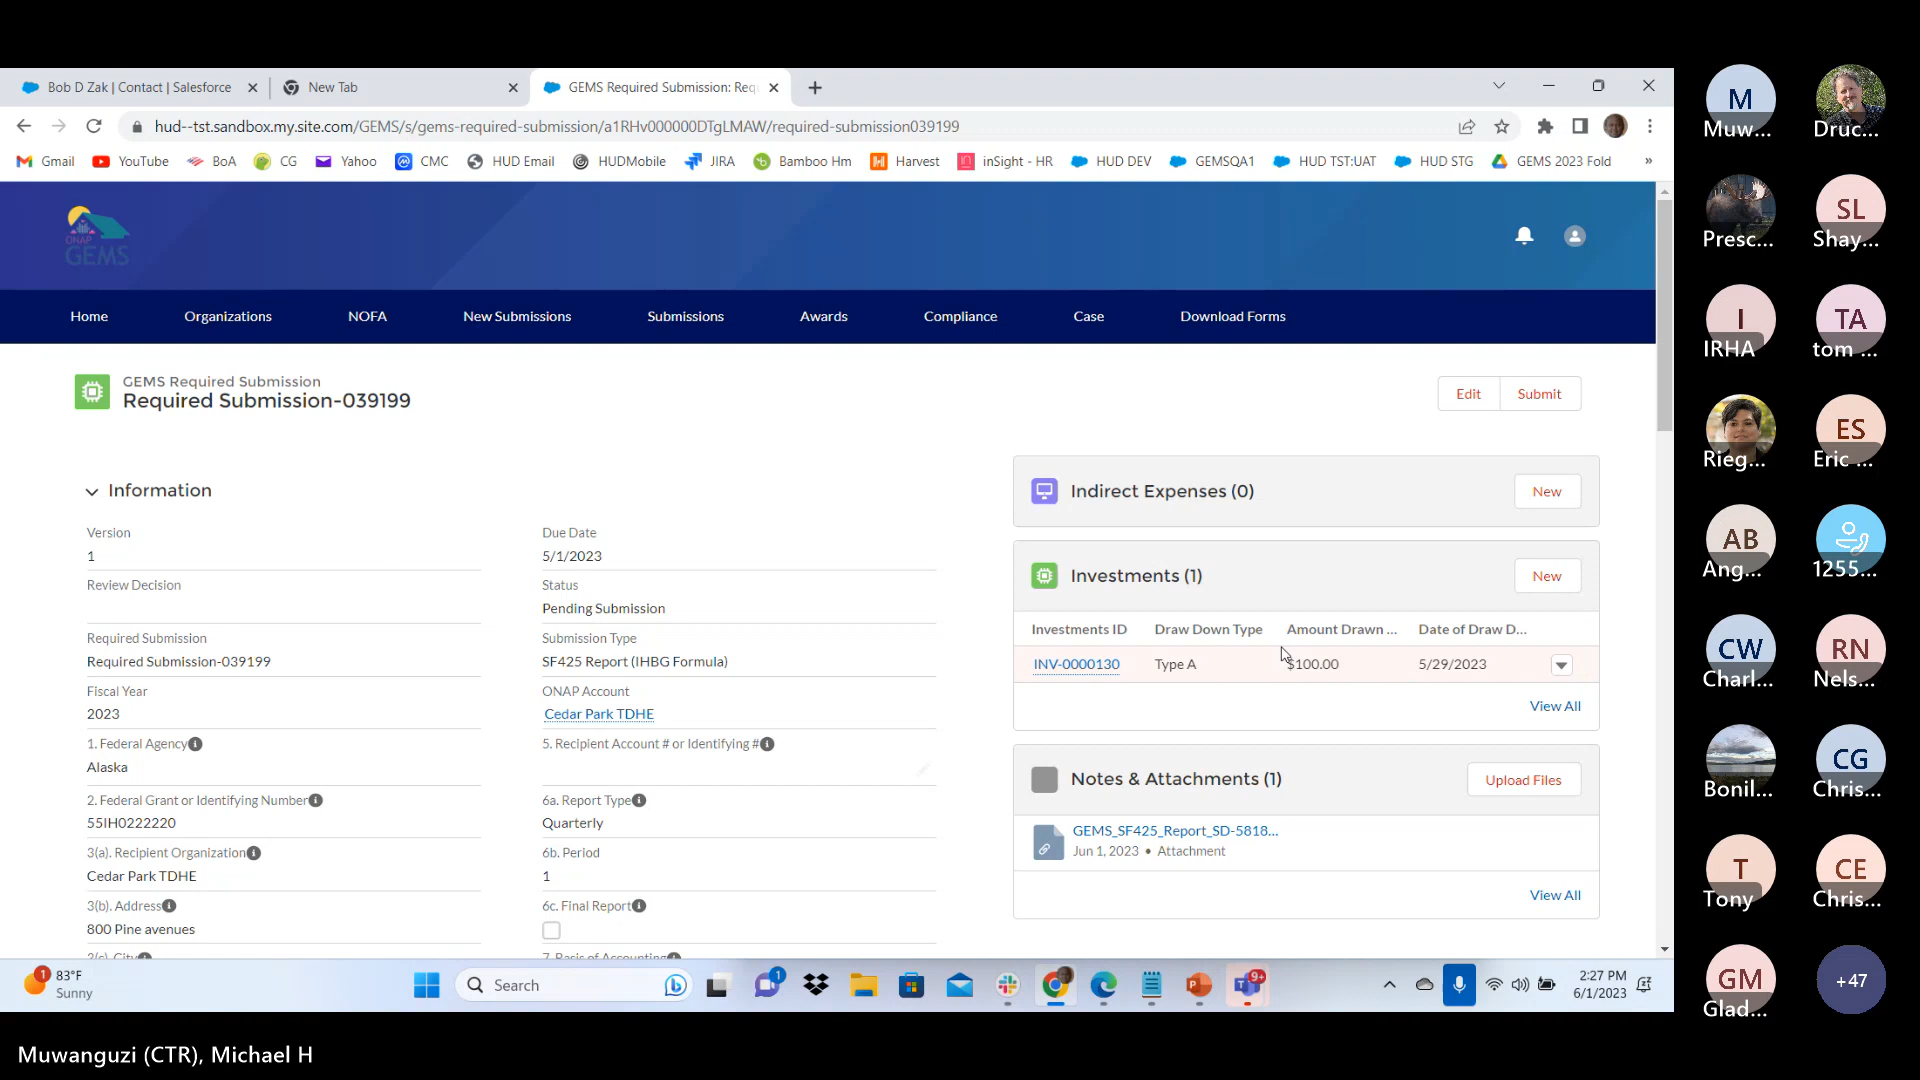 Bob D Zak | Contact | Salesforce
New Tab
GEMS Required Submission: Req
hud--tst.sandbox.my.site.com/GEMS/s/gems-required-submission/a1RHv000000DTgLMAW/required-submission039199
Gmail
YouTube
BoA
CG
Yahoo
CMC
HUD Email
HUDMobile
JIRA
Bamboo Hm
Harvest
inSight - HR
HUD DEV
GEMSQA1
HUD TST:UAT
HUD STG
GEMS 2023 Fold
»
ONAP
GEMS
Home
Organizations
NOFA
New Submissions
Submissions
Awards
Compliance
Case
Download Forms
GEMS Required Submission
Required Submission-039199
Edit
Submit
Information
Version
1
Due Date
5/1/2023
Review Decision
Status
Pending Submission
Required Submission
Required Submission-039199
Submission Type
SF425 Report (IHBG Formula)
Fiscal Year
2023
ONAP Account
Cedar Park TDHE
1. Federal Agency
Alaska
5. Recipient Account # or Identifying #
2. Federal Grant or Identifying Number
55IH0222220
6a. Report Type
Quarterly
3(a). Recipient Organization
Cedar Park TDHE
6b. Period
1
3(b). Address
800 Pine avenues
6c. Final Report
3(c). City
7. Basis of Accounting
Indirect Expenses (0)
New
Investments (1)
New
Investments ID
Draw Down Type
Amount Drawn ...
Date of Draw D...
INV-0000130
Type A
$100.00
5/29/2023
View All
Notes & Attachments (1)
Upload Files
GEMS_SF425_Report_SD-5818...
Jun 1, 2023 • Attachment
View All
1
83°F
Sunny
Search
1
9+
2:27 PM
6/1/2023
M
Muw...
Druc...
Presc...
SL
Shay...
I
IRHA
TA
tom ...
Rieg...
ES
Eric ...
AB
Ang...
1255...
CW
Charl...
RN
Nels...
Bonil...
CG
Chris...
T
Tony
CE
Chris...
GM
Glad...
+47
Muwanguzi (CTR), Michael H